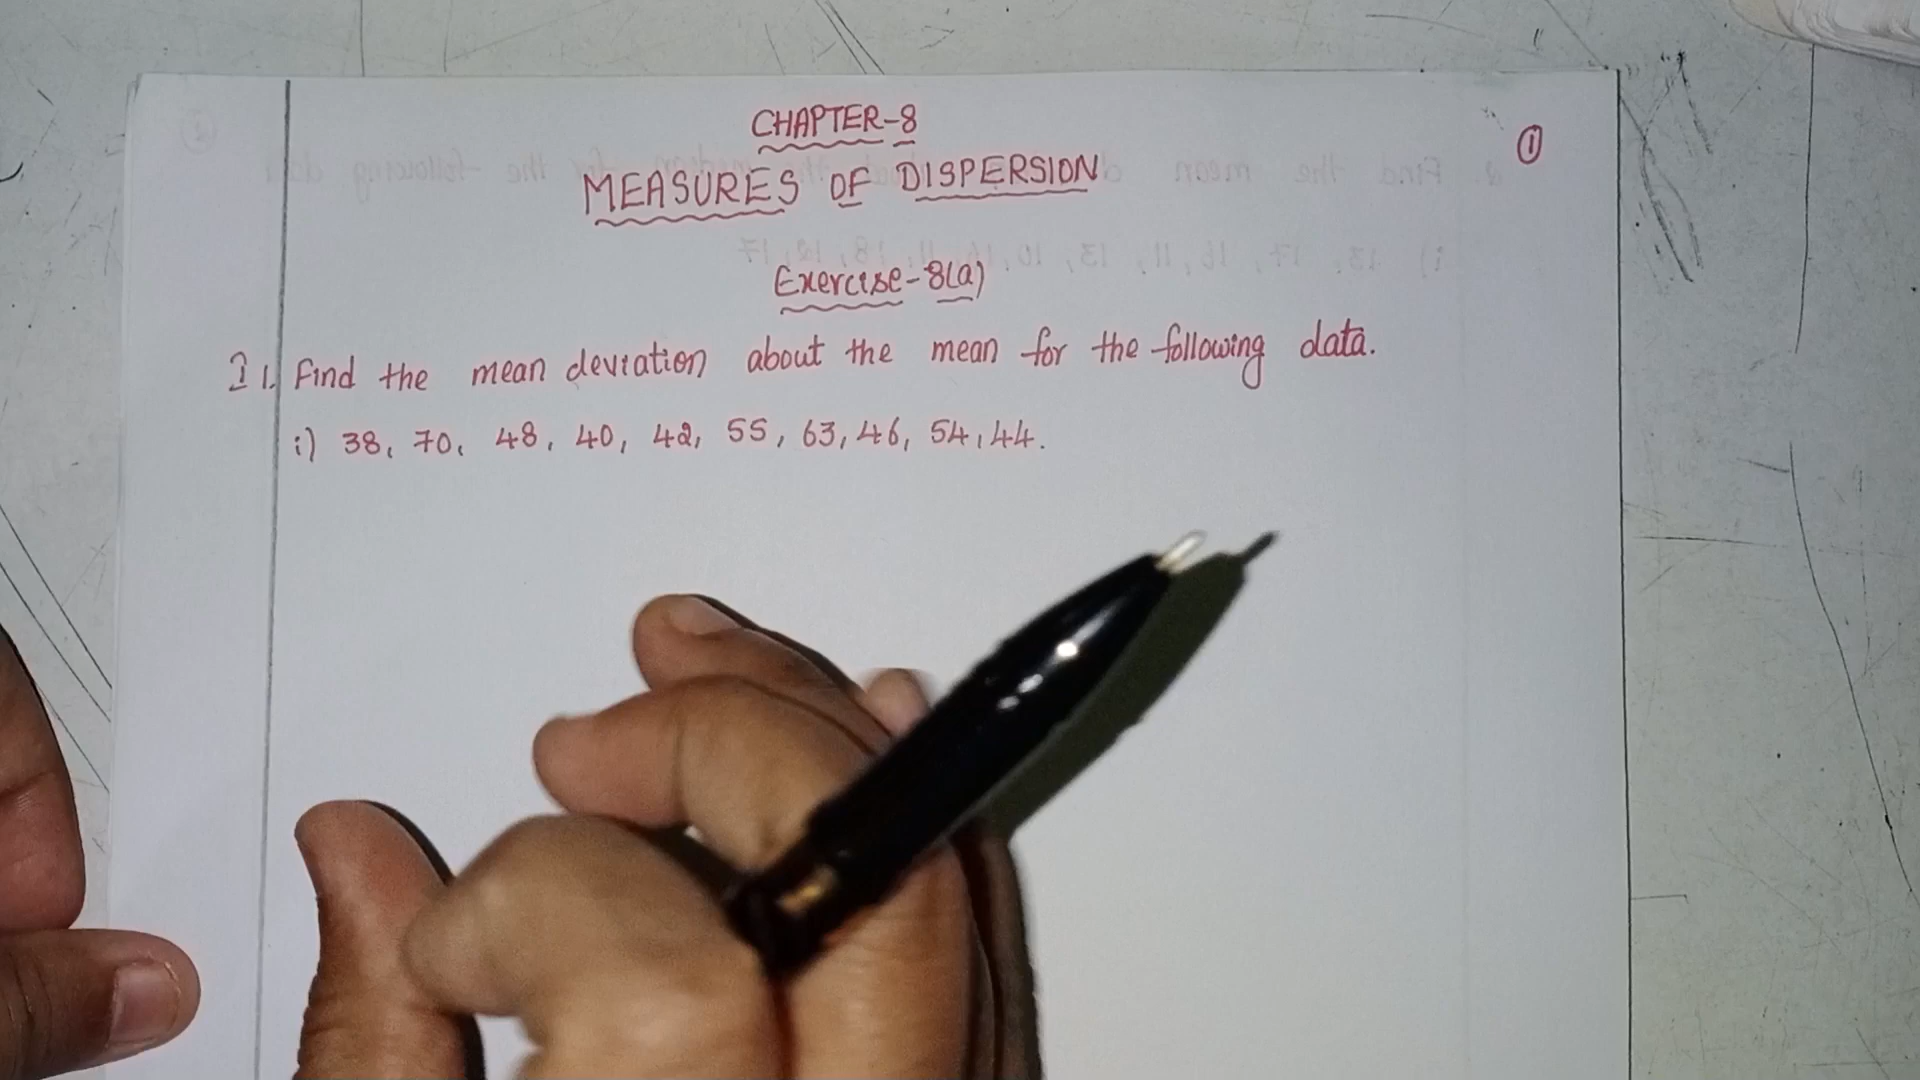 CHAPTER-8
①
MEASURES OF DISPERSION
Exercise-8(a)
I 1. Find the mean deviation about the mean for the following data.
i) 38, 70, 48, 40, 42, 55, 63, 46, 54, 44.